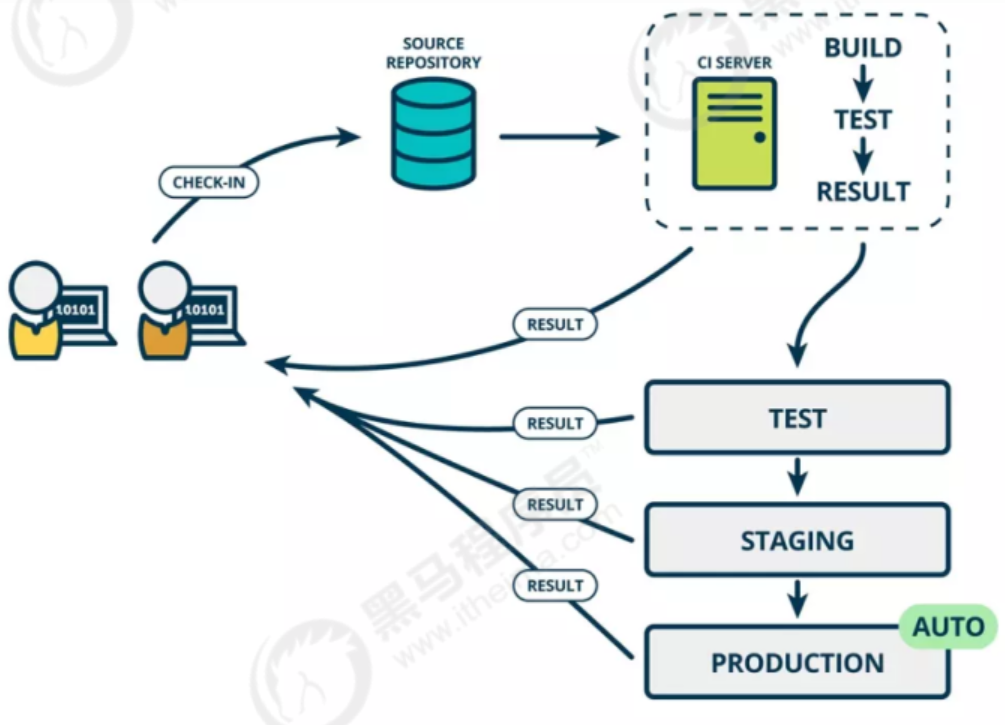 SOURCE
REPOSITORY
CI SERVER
BUILD
TEST
RESULT
CHECK-IN
10101
10101
RESULT
RESULT
TEST
RESULT
STAGING
RESULT
AUTO
PRODUCTION
黑马程序员™
www.itheima.com